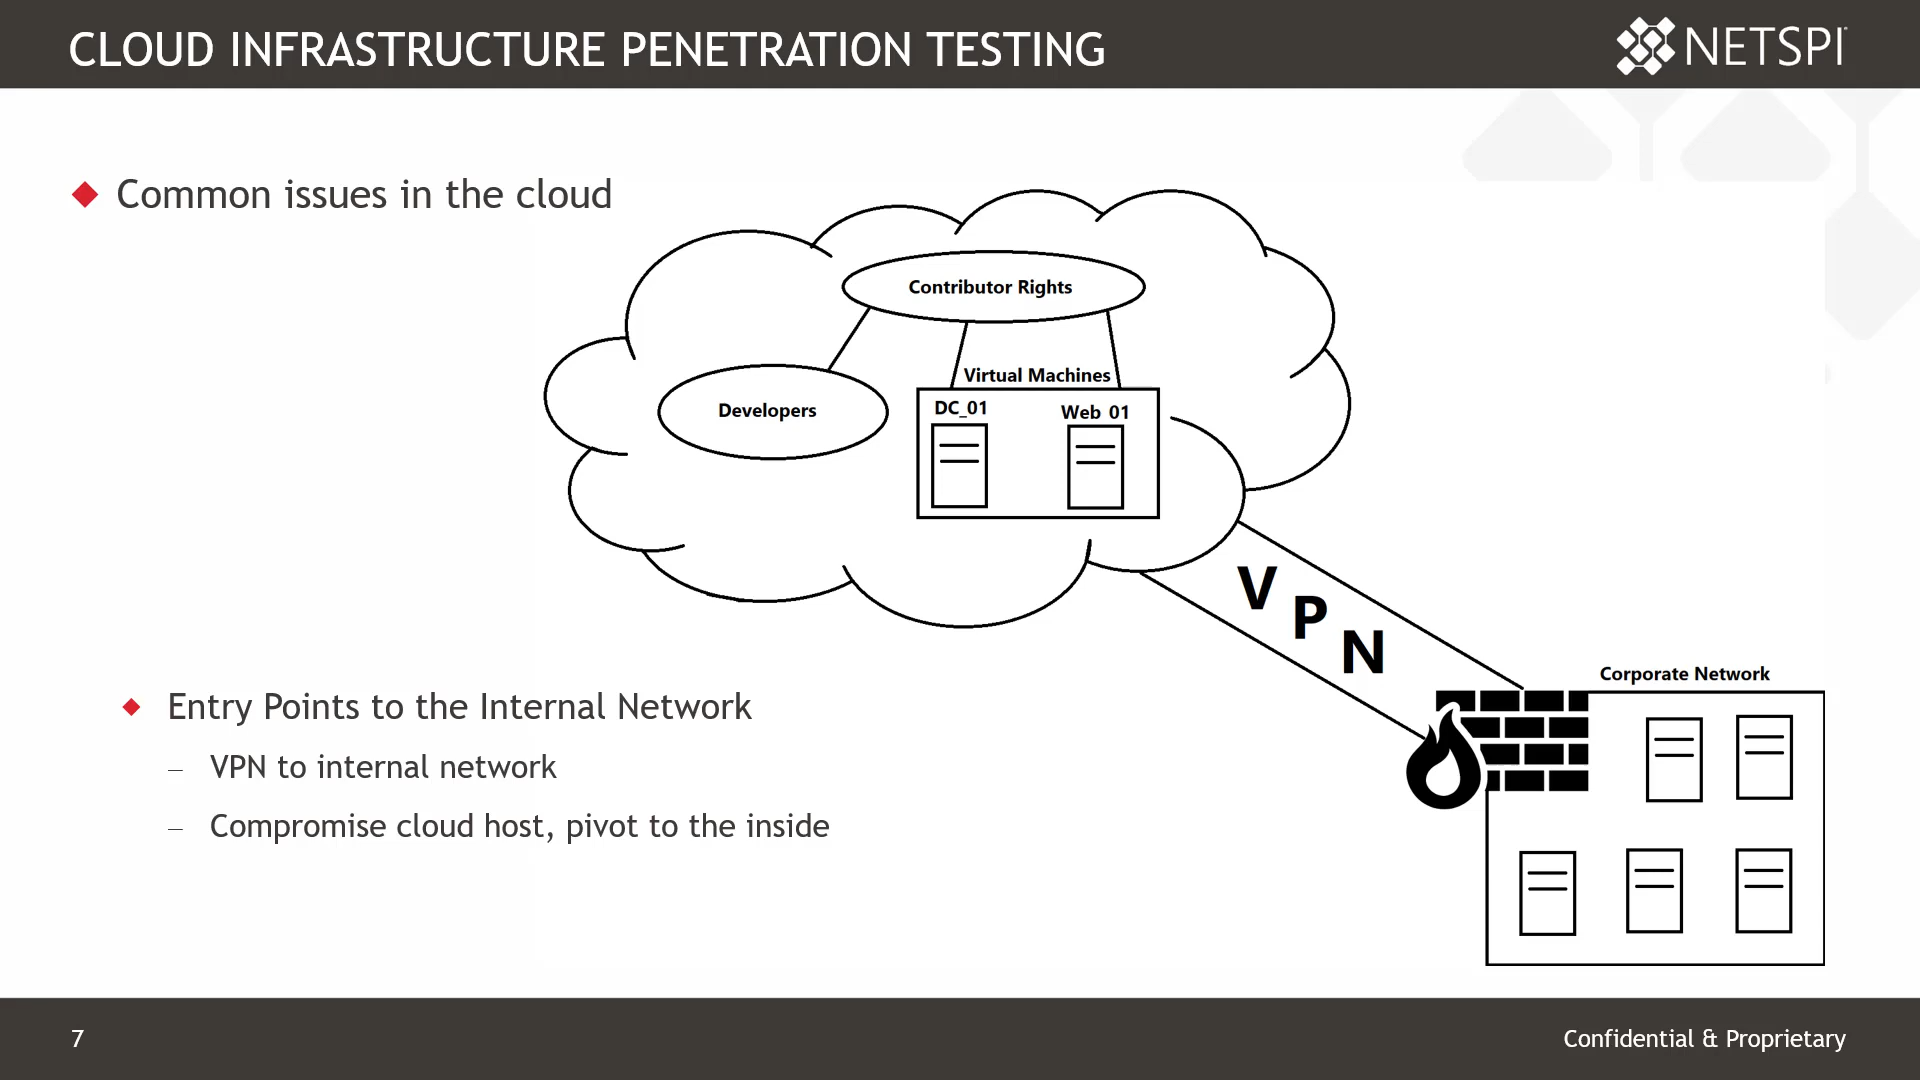 CLOUD INFRASTRUCTURE PENETRATION TESTING
NETSPI
Common issues in the cloud
Contributor Rights
Developers
Virtual Machines
DC_01
Web_01
V
P
N
Corporate Network
Entry Points to the Internal Network
– VPN to internal network
– Compromise cloud host, pivot to the inside
7
Confidential & Proprietary